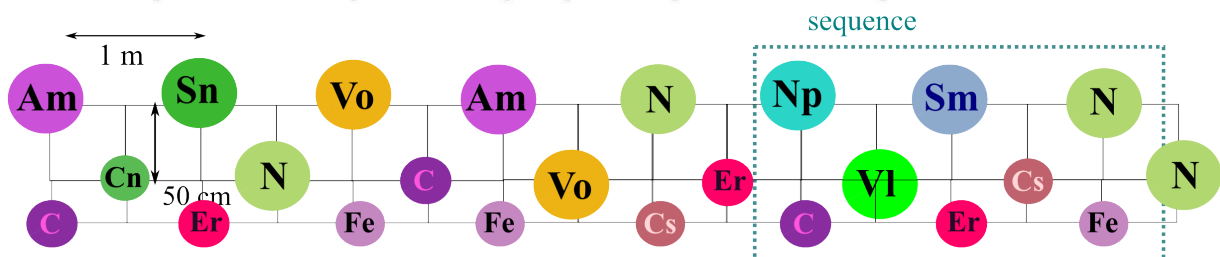 sequence
1 m
Am Sn Vo Am N Np Sm N
50 cm
Cn N C Vo Er Vl Cs N
C Er Fe Fe Cs C Er Fe